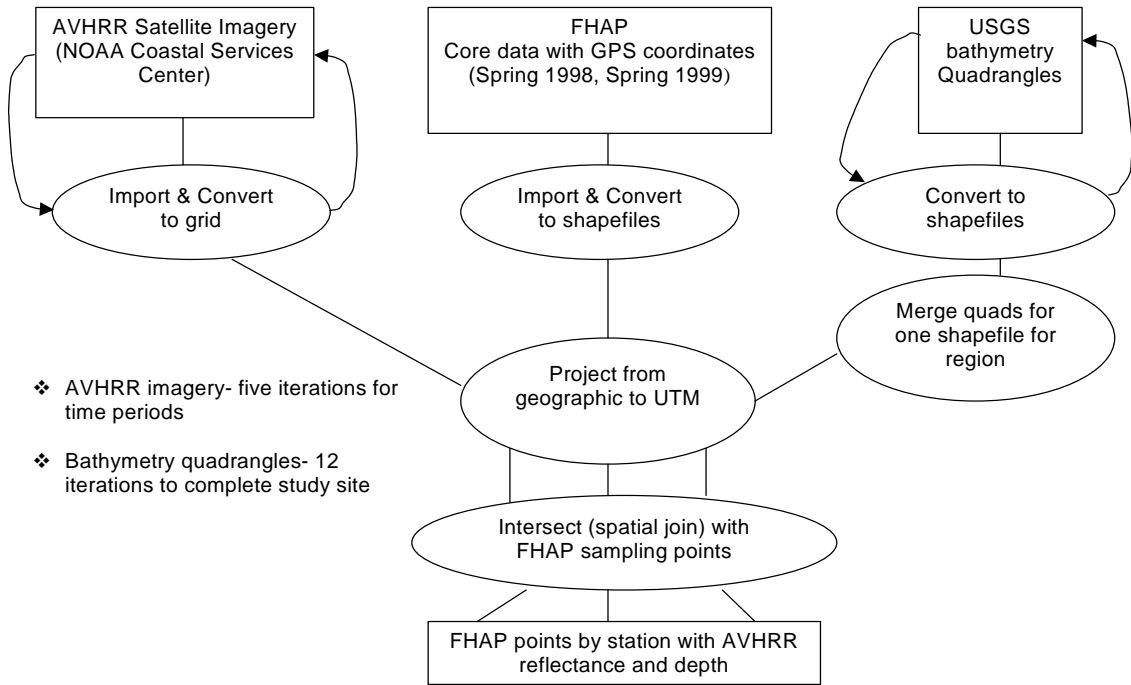 AVHRR Satellite Imagery
(NOAA Coastal Services
Center)
FHAP
Core data with GPS coordinates
(Spring 1998, Spring 1999)
USGS
bathymetry
Quadrangles
Import & Convert
to grid
Import & Convert
to shapefiles
Convert to
shapefiles
Merge quads for
one shapefile for
region
Project from
geographic to UTM
❖ AVHRR imagery- five iterations for
time periods
❖ Bathymetry quadrangles- 12
iterations to complete study site
Intersect (spatial join) with
FHAP sampling points
FHAP points by station with AVHRR
reflectance and depth